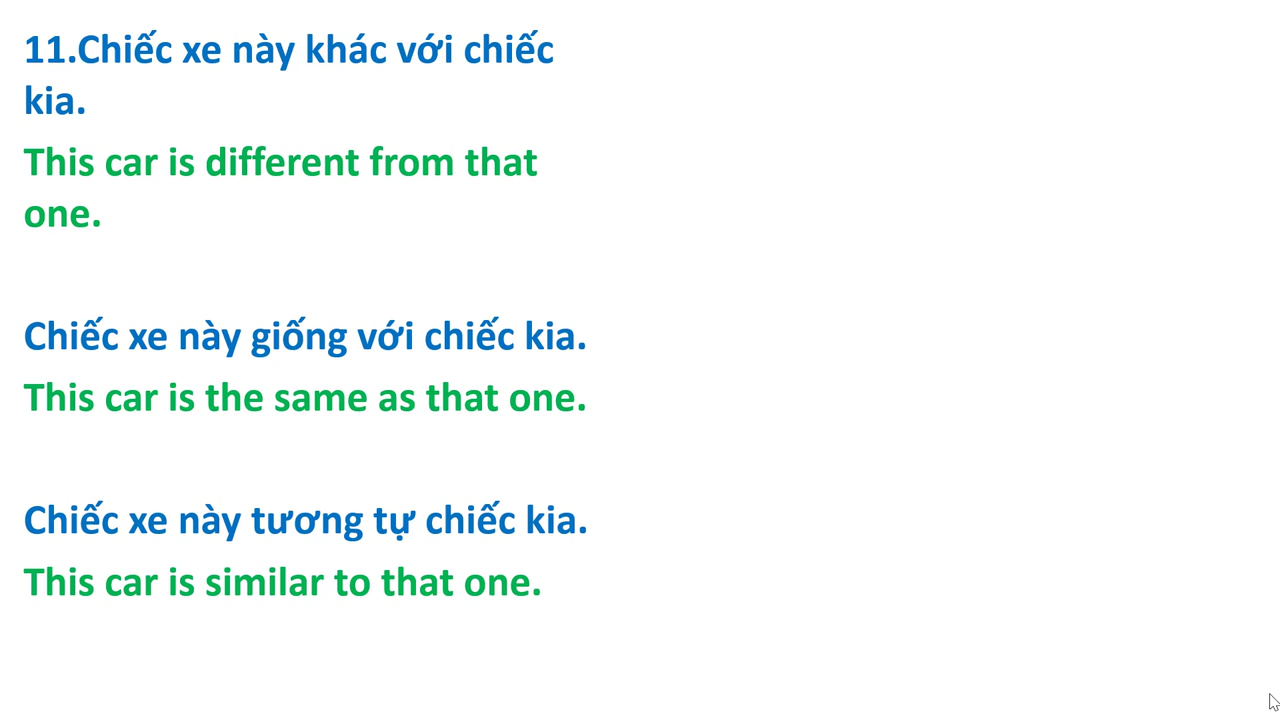 11.Chiếc xe này khác với chiếc
kia.
This car is different from that
one.
Chiếc xe này giống với chiếc kia.
This car is the same as that one.
Chiếc xe này tương tự chiếc kia.
This car is similar to that one.